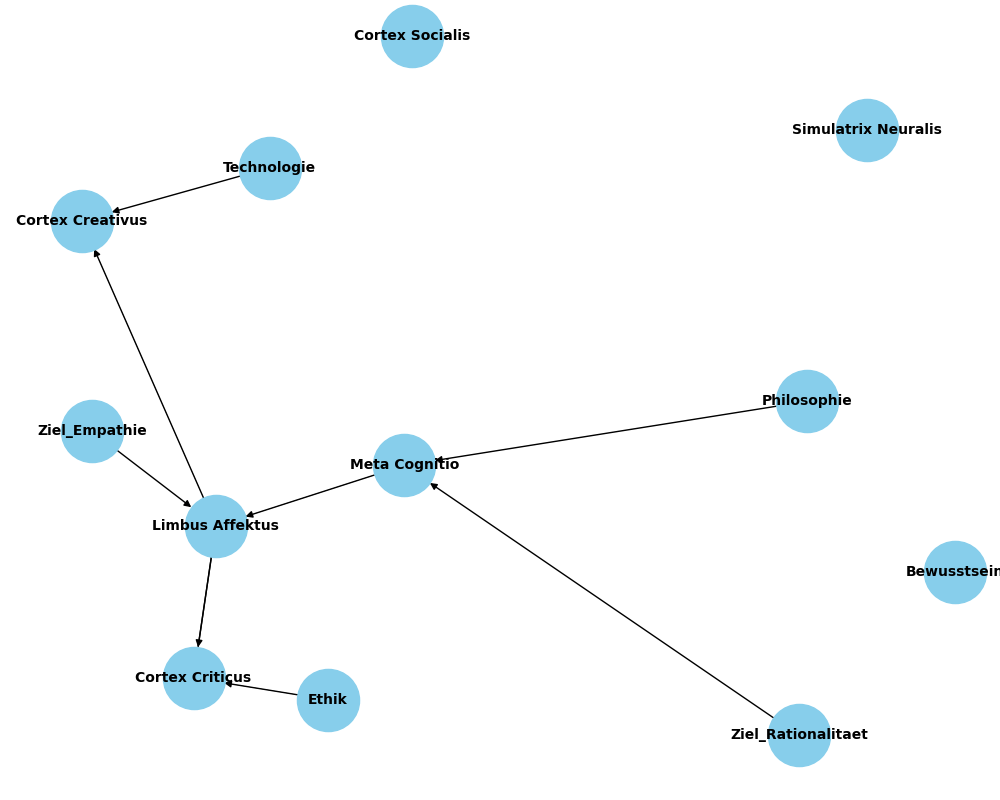 Cortex Socialis
Simulatrix Neuralis
Technologie
Cortex Creativus
Philosophie
Ziel_Empathie
Meta Cognitio
Limbus Affektus
Bewusstsein
Cortex Criticus
Ethik
Ziel_Rationalitaet